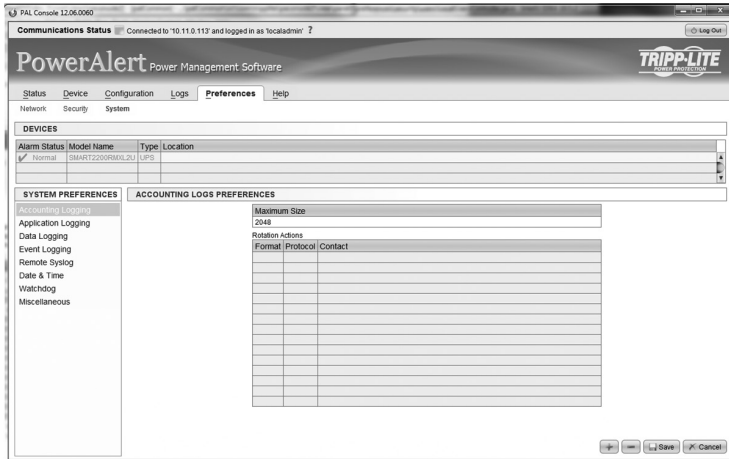 PAL Console 12.06.0060
Communications Status Connected to '10.11.0.113' and logged in as 'localadmin' ? Log Out
PowerAlert Power Management Software
TRIPP·LITE
POWER PROTECTION
Status Device Configuration Logs Preferences Help
Network Security System
DEVICES
Alarm Status Model Name Type Location
Normal SMART2200RMXL2U UPS
SYSTEM PREFERENCES ACCOUNTING LOGS PREFERENCES
Accounting Logging
Application Logging
Data Logging
Event Logging
Remote Syslog
Date & Time
Watchdog
Miscellaneous
Maximum Size
2048
Rotation Actions
Format Protocol Contact
Save Cancel